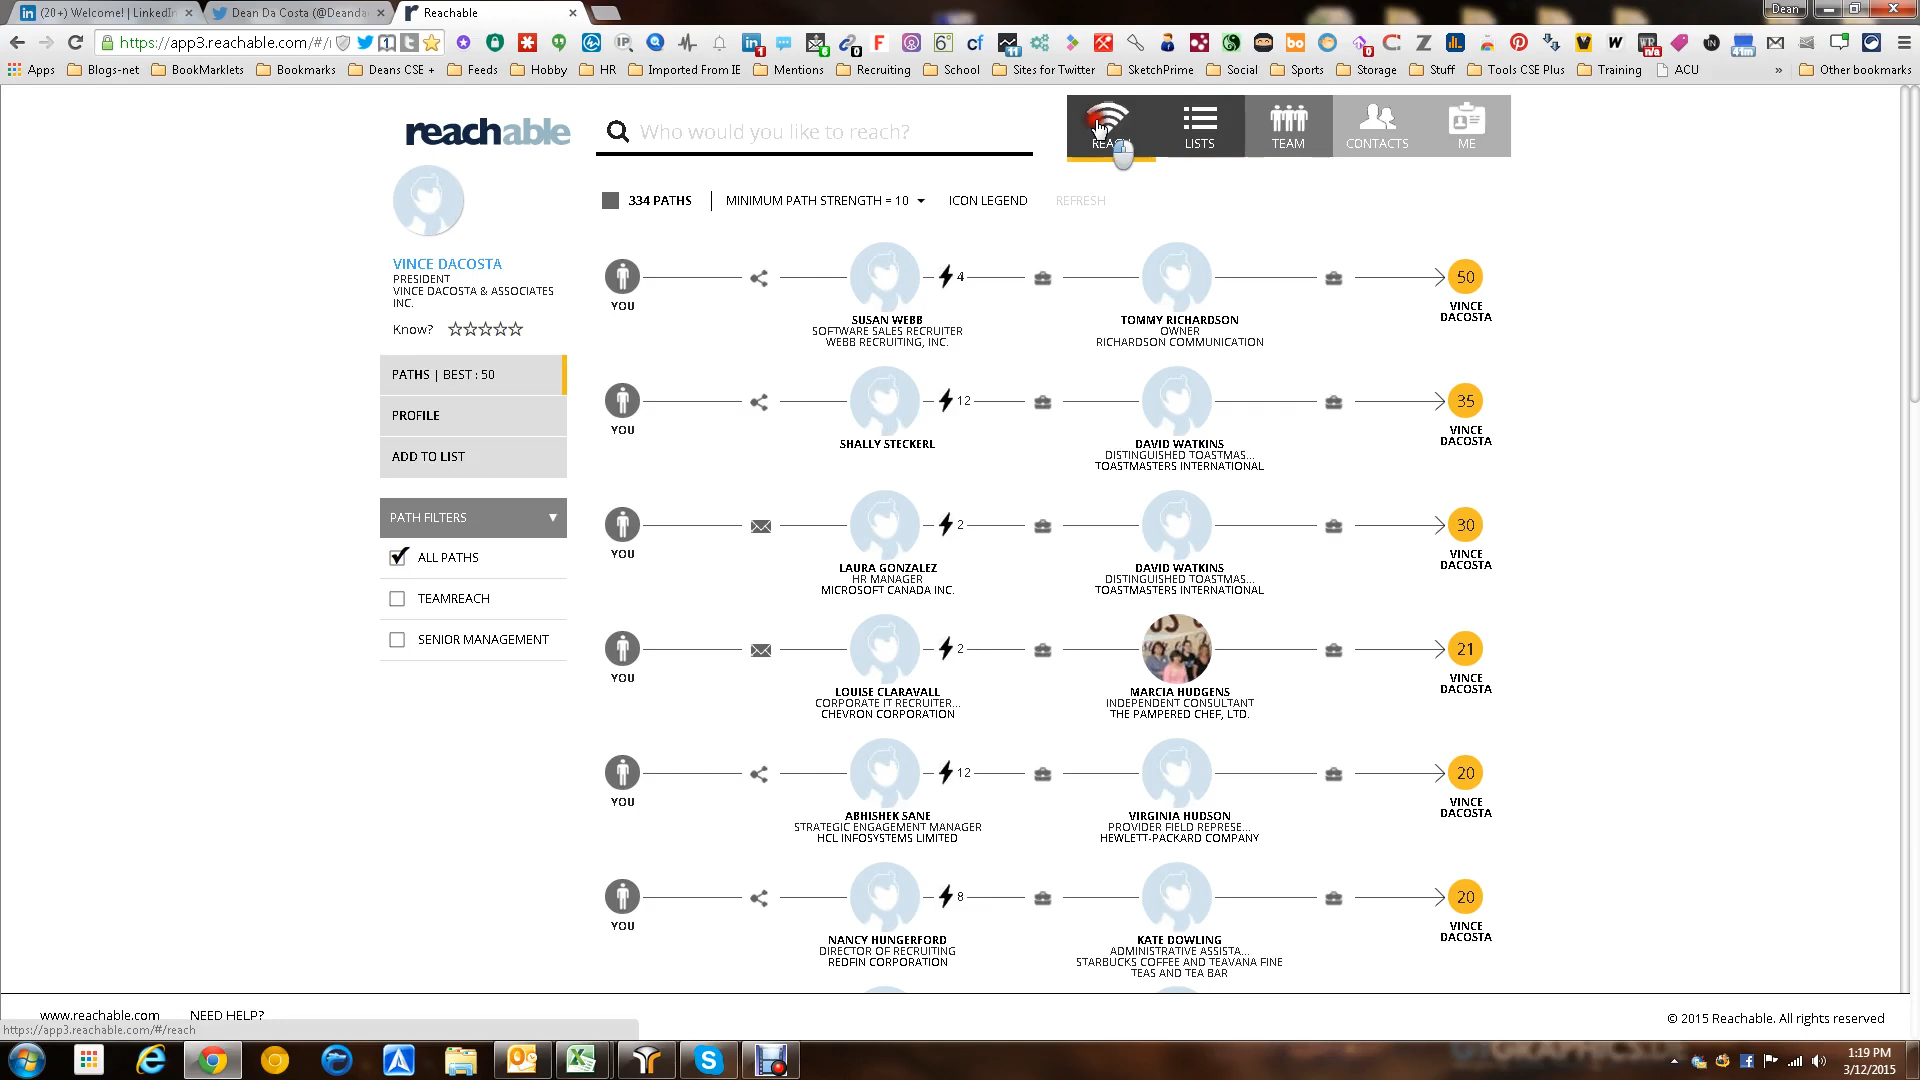 (20+) Welcome! | LinkedIn
Dean Da Costa (@Deanda
Reachable
Dean
https://app3.reachable.com/#/
Apps
Blogs-net
BookMarklets
Bookmarks
Deans CSE +
Feeds
Hobby
HR
Imported From IE
Mentions
Recruiting
School
Sites for Twitter
SketchPrime
Social
Sports
Storage
Stuff
Tools CSE Plus
Training
ACU
»
Other bookmarks
reachable
Who would you like to reach?
REACH
LISTS
TEAM
CONTACTS
ME
334 PATHS
MINIMUM PATH STRENGTH = 10
ICON LEGEND
REFRESH
VINCE DACOSTA
PRESIDENT
VINCE DACOSTA & ASSOCIATES
INC.
Know?
PATHS | BEST : 50
PROFILE
ADD TO LIST
PATH FILTERS
ALL PATHS
TEAMREACH
SENIOR MANAGEMENT
YOU
4
SUSAN WEBB
SOFTWARE SALES RECRUITER
WEBB RECRUITING, INC.
TOMMY RICHARDSON
OWNER
RICHARDSON COMMUNICATION
50
VINCE
DACOSTA
YOU
12
SHALLY STECKERL
DAVID WATKINS
DISTINGUISHED TOASTMAS...
TOASTMASTERS INTERNATIONAL
35
VINCE
DACOSTA
YOU
2
LAURA GONZALEZ
HR MANAGER
MICROSOFT CANADA INC.
DAVID WATKINS
DISTINGUISHED TOASTMAS...
TOASTMASTERS INTERNATIONAL
30
VINCE
DACOSTA
YOU
2
LOUISE CLARAVALL
CORPORATE IT RECRUITER...
CHEVRON CORPORATION
MARCIA HUDGENS
INDEPENDENT CONSULTANT
THE PAMPERED CHEF, LTD.
21
VINCE
DACOSTA
YOU
12
ABHISHEK SANE
STRATEGIC ENGAGEMENT MANAGER
HCL INFOSYSTEMS LIMITED
VIRGINIA HUDSON
PROVIDER FIELD REPRESE...
HEWLETT-PACKARD COMPANY
20
VINCE
DACOSTA
YOU
8
NANCY HUNGERFORD
DIRECTOR OF RECRUITING
REDFIN CORPORATION
KATE DOWLING
ADMINISTRATIVE ASSISTA...
STARBUCKS COFFEE AND TEAVANA FINE
TEAS AND TEA BAR
20
VINCE
DACOSTA
www.reachable.com
NEED HELP?
https://app3.reachable.com/#/reach
© 2015 Reachable. All rights reserved
1:19 PM
3/12/2015